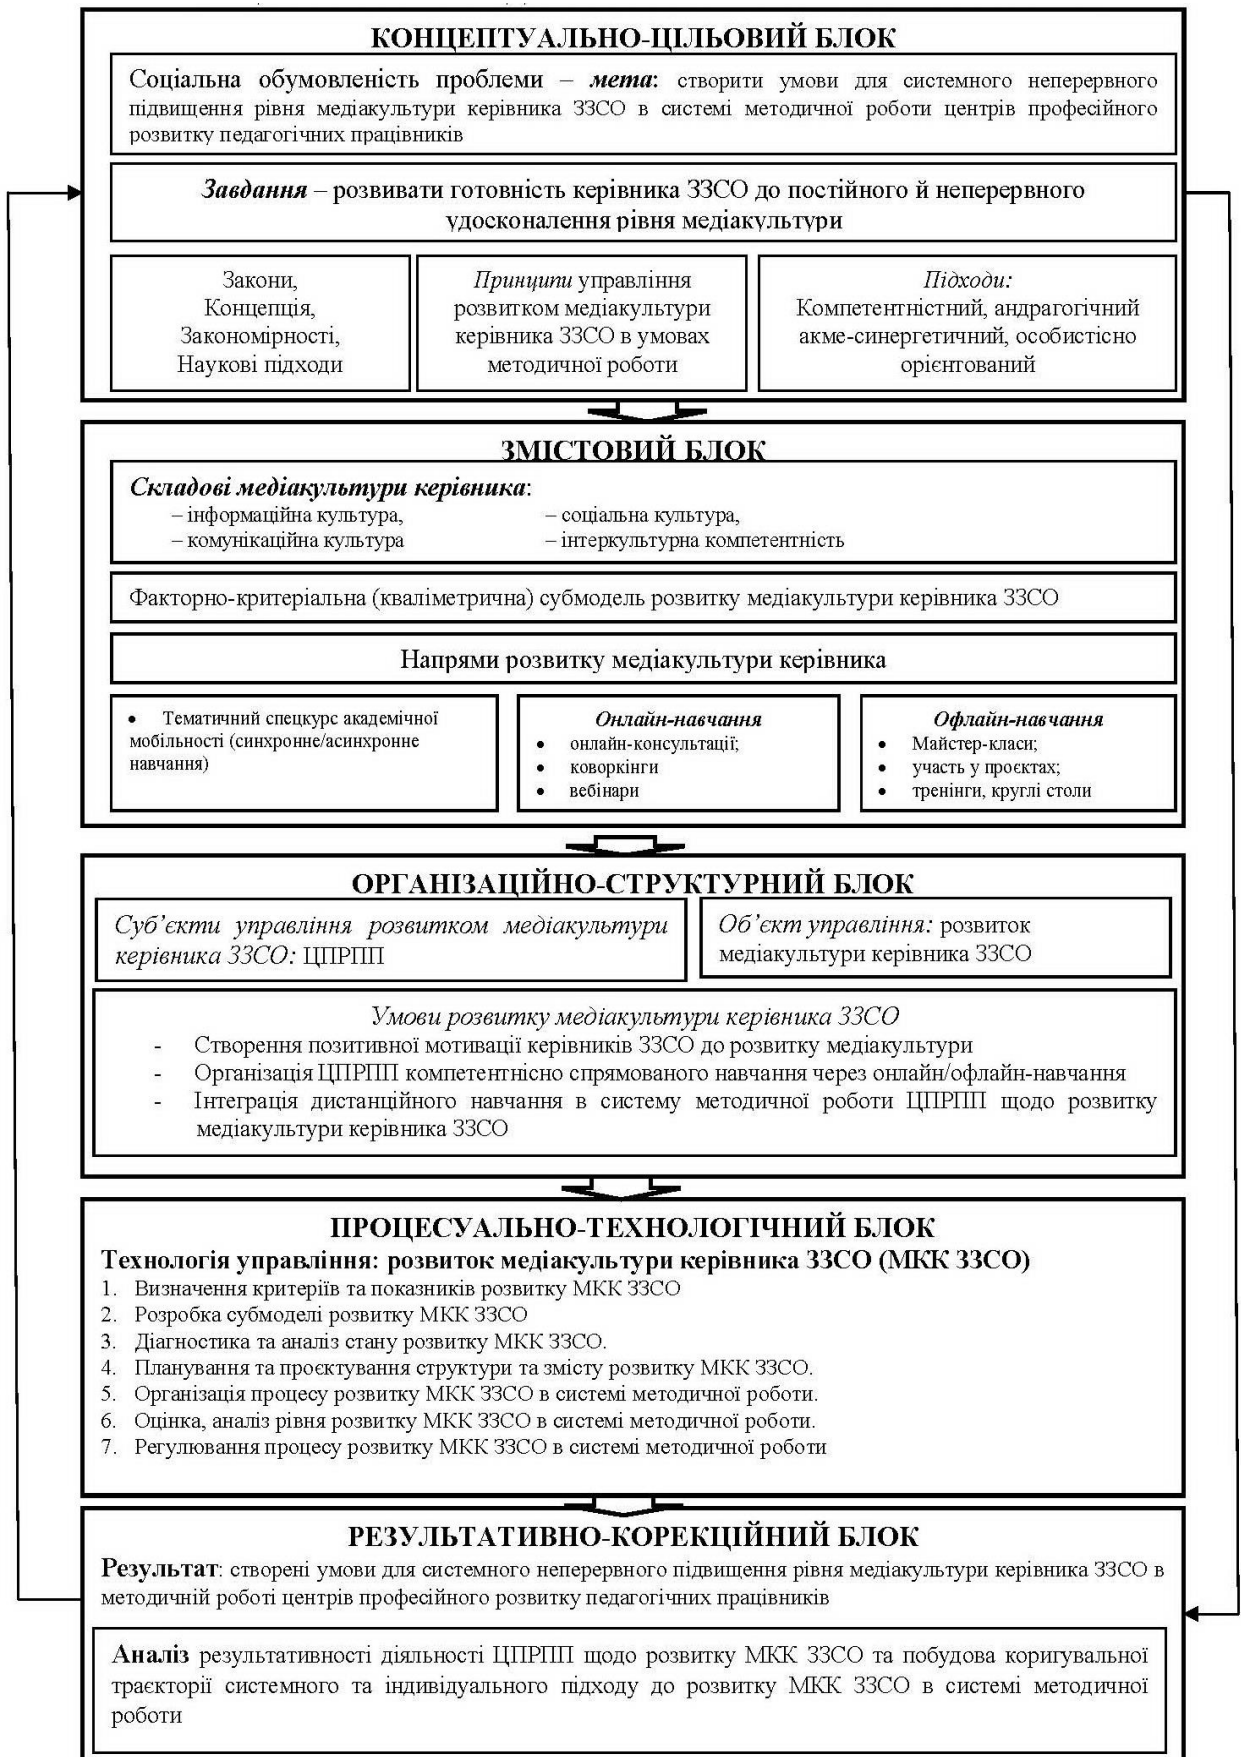 КОНЦЕПТУАЛЬНО-ЦІЛЬОВИЙ БЛОК
Соціальна обумовленість проблеми – мета: створити умови для системного неперервного
підвищення рівня медіакультури керівника ЗЗСО в системі методичної роботи центрів професійного
розвитку педагогічних працівників
Завдання – розвивати готовність керівника ЗЗСО до постійного й неперервного
удосконалення рівня медіакультури
Закони,
Концепція,
Закономірності,
Наукові підходи
Принципи управління
розвитком медіакультури
керівника ЗЗСО в умовах
методичної роботи
Підходи:
Компетентністний, андрагогічний
акме-синергетичний, особистісно
орієнтований
ЗМІСТОВИЙ БЛОК
Складові медіакультури керівника:
– інформаційна культура,
– комунікаційна культура
– соціальна культура,
– інтеркультурна компетентність
Факторно-критеріальна (кваліметрична) субмодель розвитку медіакультури керівника ЗЗСО
Напрями розвитку медіакультури керівника
• Тематичний спецкурс академічної
мобільності (синхронне/асинхронне
навчання)
Онлайн-навчання
• онлайн-консультації;
• коворкінги
• вебінари
Офлайн-навчання
• Майстер-класи;
• участь у проєктах;
• тренінги, круглі столи
ОРГАНІЗАЦІЙНО-СТРУКТУРНИЙ БЛОК
Суб’єкти управління розвитком медіакультури
керівника ЗЗСО: ЦПРПП
Об’єкт управління: розвиток
медіакультури керівника ЗЗСО
Умови розвитку медіакультури керівника ЗЗСО
- Створення позитивної мотивації керівників ЗЗСО до розвитку медіакультури
- Організація ЦПРПП компетентнісно спрямованого навчання через онлайн/офлайн-навчання
- Інтеграція дистанційного навчання в систему методичної роботи ЦПРПП щодо розвитку
медіакультури керівника ЗЗСО
ПРОЦЕСУАЛЬНО-ТЕХНОЛОГІЧНИЙ БЛОК
Технологія управління: розвиток медіакультури керівника ЗЗСО (МКК ЗЗСО)
1. Визначення критеріїв та показників розвитку МКК ЗЗСО
2. Розробка субмоделі розвитку МКК ЗЗСО
3. Діагностика та аналіз стану розвитку МКК ЗЗСО.
4. Планування та проєктування структури та змісту розвитку МКК ЗЗСО.
5. Організація процесу розвитку МКК ЗЗСО в системі методичної роботи.
6. Оцінка, аналіз рівня розвитку МКК ЗЗСО в системі методичної роботи.
7. Регулювання процесу розвитку МКК ЗЗСО в системі методичної роботи
РЕЗУЛЬТАТИВНО-КОРЕКЦІЙНИЙ БЛОК
Результат: створені умови для системного неперервного підвищення рівня медіакультури керівника ЗЗСО в
методичній роботі центрів професійного розвитку педагогічних працівників
Аналіз результативності діяльності ЦПРПП щодо розвитку МКК ЗЗСО та побудова коригувальної
траєкторії системного та індивідуального підходу до розвитку МКК ЗЗСО в системі методичної
роботи